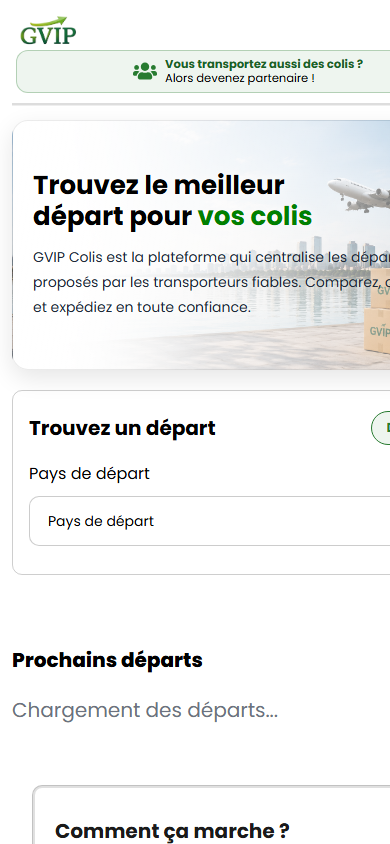 GVIP
Vous transportez aussi des colis ?
Alors devenez partenaire !
Trouvez le meilleur
départ pour vos colis
GVIP Colis est la plateforme qui centralise les
proposés par les transporteurs fiables. Comparez,
et expédiez en toute confiance.
GVIP
Trouvez un départ
Pays de départ
Pays de départ
Prochains départs
Chargement des départs...
Comment ça marche ?